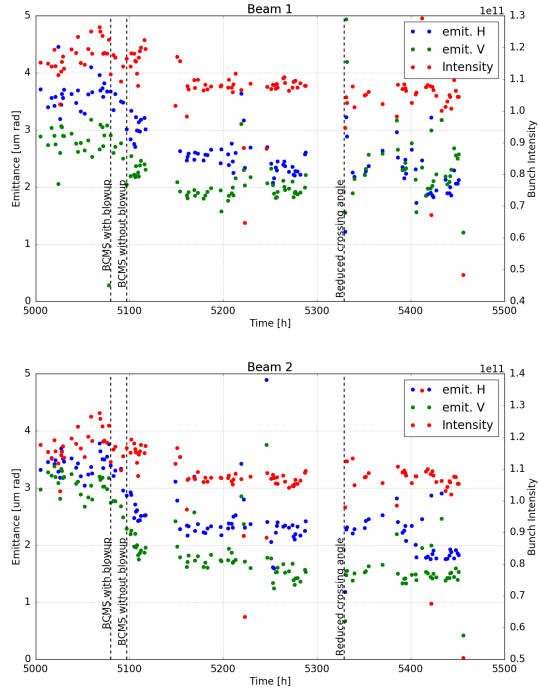 Beam 1
1e11
5
4
3
2
1
0
Emittance [um rad]
1.3
1.2
1.1
1.0
0.9
0.8
0.7
0.6
0.5
0.4
Bunch Intensity
emit. H
emit. V
Intensity
BCMS with blowup
BCMS without blowup
Reduced crossing angle
5000
5100
5200
5300
5400
5500
Time [h]
Beam 2
1e11
5
4
3
2
1
0
Emittance [um rad]
1.4
1.3
1.2
1.1
1.0
0.9
0.8
0.7
0.6
0.5
Bunch Intensity
emit. H
emit. V
Intensity
BCMS with blowup
BCMS without blowup
Reduced crossing angle
5000
5100
5200
5300
5400
5500
Time [h]